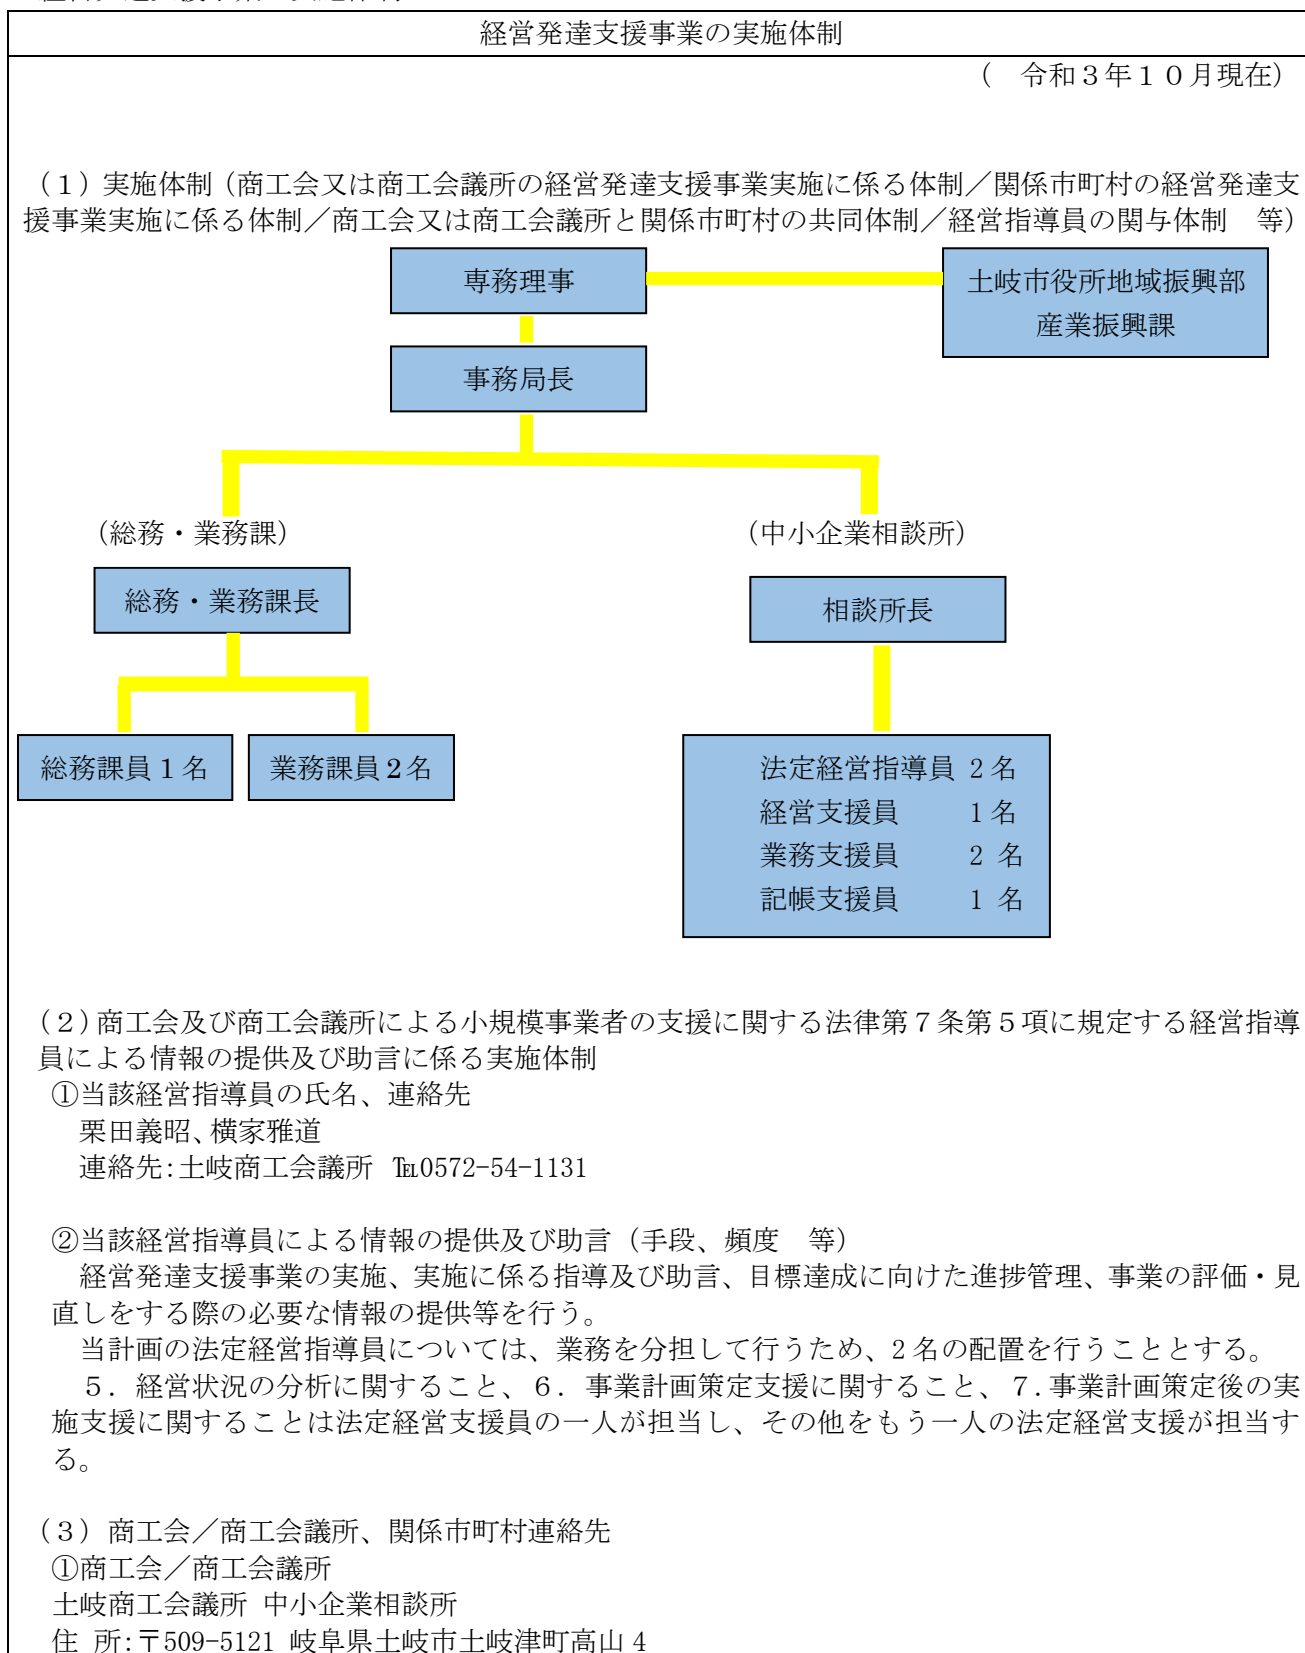 経営発達支援事業の実施体制
（　令和３年１０月現在）
（１）実施体制（商工会又は商工会議所の経営発達支援事業実施に係る体制／関係市町村の経営発達支
援事業実施に係る体制／商工会又は商工会議所と関係市町村の共同体制／経営指導員の関与体制　等）
専務理事
土岐市役所地域振興部
産業振興課
事務局長
（総務・業務課）
（中小企業相談所）
総務・業務課長
相談所長
総務課員１名
業務課員２名
法定経営指導員 2名
経営支援員　　 1名
業務支援員　　 2 名
記帳支援員　　 1 名
（２）商工会及び商工会議所による小規模事業者の支援に関する法律第７条第５項に規定する経営指導
員による情報の提供及び助言に係る実施体制
①当該経営指導員の氏名、連絡先
栗田義昭、横家雅道
連絡先：土岐商工会議所 ℡0572-54-1131
②当該経営指導員による情報の提供及び助言（手段、頻度　等）
経営発達支援事業の実施、実施に係る指導及び助言、目標達成に向けた進捗管理、事業の評価・見
直しをする際の必要な情報の提供等を行う。
当計画の法定経営指導員については、業務を分担して行うため、2名の配置を行うこととする。
５．経営状況の分析に関すること、６．事業計画策定支援に関すること、７．事業計画策定後の実
施支援に関することは法定経営支援員の一人が担当し、その他をもう一人の法定経営支援が担当す
る。
（３）商工会／商工会議所、関係市町村連絡先
①商工会／商工会議所
土岐商工会議所 中小企業相談所
住 所：〒509-5121 岐阜県土岐市土岐津町高山４